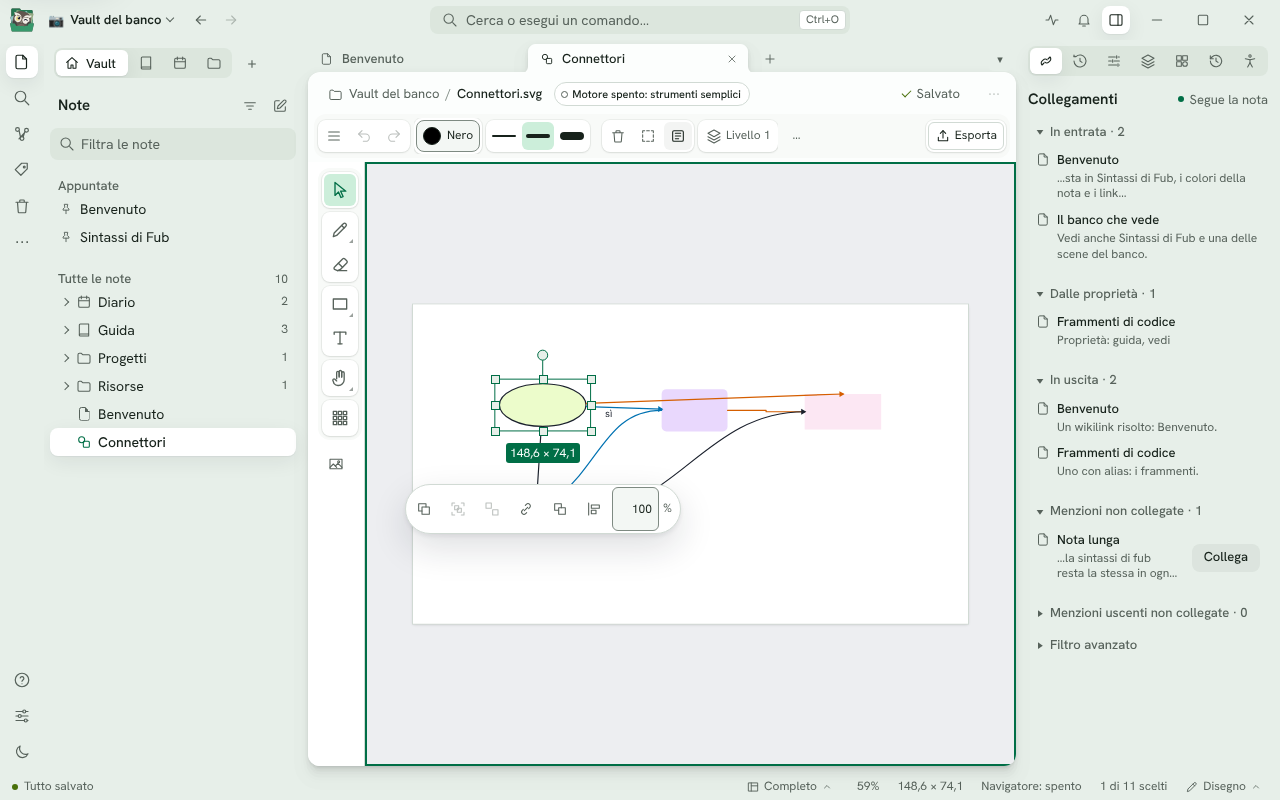 Vault del banco
Cerca o esegui un comando...
Ctrl+O
Vault
Benvenuto
Connettori
Note
Filtra le note
Appuntate
Benvenuto
Sintassi di Fub
Tutte le note 10
Diario 2
Guida 3
Progetti 1
Risorse 1
Benvenuto
Connettori
Vault del banco / Connettori.svg
Motore spento: strumenti semplici
Salvato
Nero
Livello 1
Esporta
sì
148,6 × 74,1
100 %
Collegamenti
Segue la nota
In entrata · 2
Benvenuto
...sta in Sintassi di Fub, i colori della
nota e i link...
Il banco che vede
Vedi anche Sintassi di Fub e una delle
scene del banco.
Dalle proprietà · 1
Frammenti di codice
Proprietà: guida, vedi
In uscita · 2
Benvenuto
Un wikilink risolto: Benvenuto.
Frammenti di codice
Uno con alias: i frammenti.
Menzioni non collegate · 1
Nota lunga
...la sintassi di fub
resta la stessa in ogn...
Collega
Menzioni uscenti non collegate · 0
Filtro avanzato
Tutto salvato
Completo
59%
148,6 × 74,1
Navigatore: spento
1 di 11 scelti
Disegno